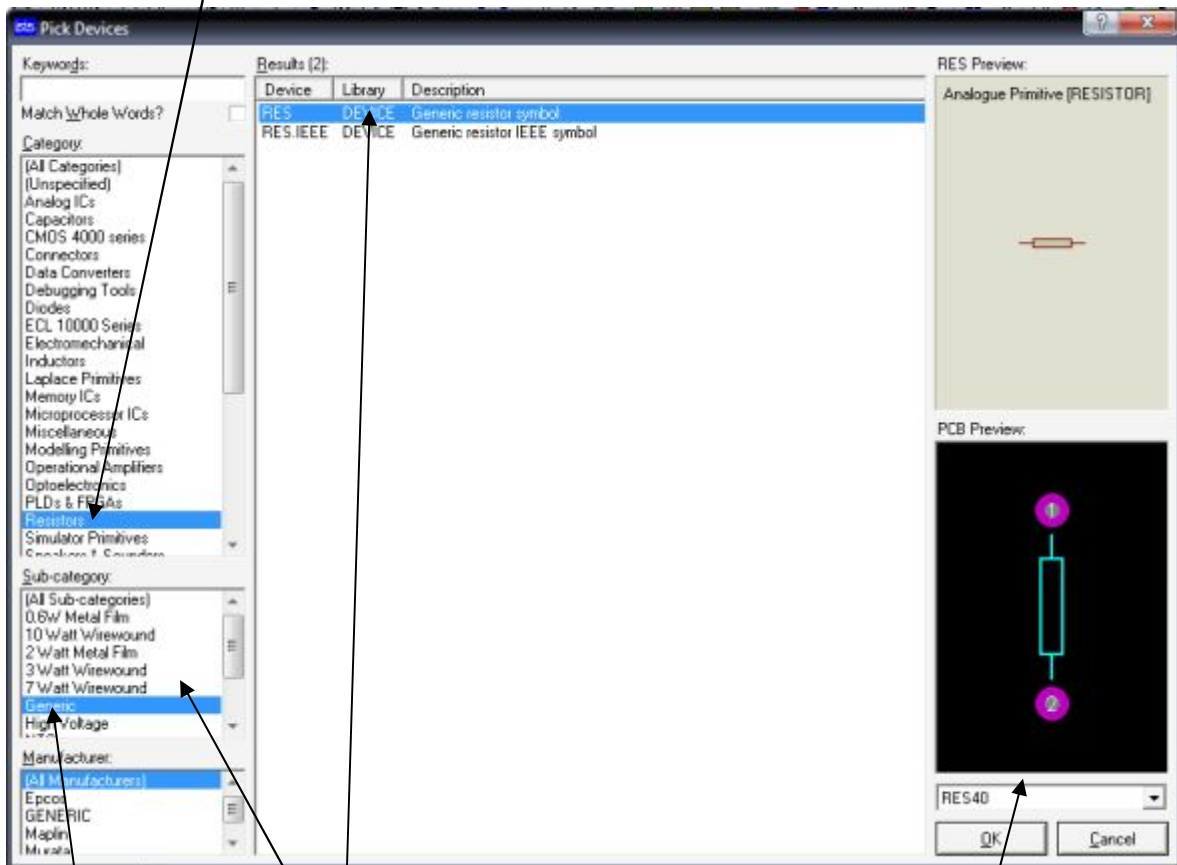 ISIS Pick Devices
Keywords:
Match Whole Words?
Category:
(All Categories)
(Unspecified)
Analog ICs
Capacitors
CMOS 4000 series
Connectors
Data Converters
Debugging Tools
Diodes
ECL 10000 Series
Electromechanical
Inductors
Laplace Primitives
Memory ICs
Microprocessor ICs
Miscellaneous
Modelling Primitives
Operational Amplifiers
Optoelectronics
PLDs & FPGAs
Resistors
Simulator Primitives
Speakers & Sounders
Sub-category:
(All Sub-categories)
0.6W Metal Film
10 Watt Wirewound
2 Watt Metal Film
3 Watt Wirewound
7 Watt Wirewound
Generic
High Voltage
NTC
Manufacturer:
(All Manufacturers)
Epcos
GENERIC
Maplin
Murata
Results (2):
Device Library Description
RES DEVICE Generic resistor symbol
RES.IEEE DEVICE Generic resistor IEEE symbol
RES Preview:
Analogue Primitive [RESISTOR]
PCB Preview:
1
2
RES40
OK Cancel